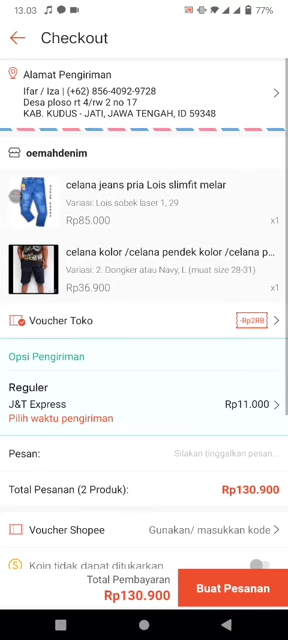 13.03
77%
Checkout
Alamat Pengiriman
Ifar / Iza | (+62) 856-4092-9728
Desa ploso rt 4/rw 2 no 17
KAB. KUDUS - JATI, JAWA TENGAH, ID 59348
oemahdenim
celana jeans pria Lois slimfit melar
Variasi: Lois sobek laser 1, 29
Rp85.000
x1
celana kolor /celana pendek kolor /celana p...
Variasi: 2. Dongker atau Navy, L (muat size 28-31)
Rp36.900
x1
Voucher Toko
-Rp2RB
Opsi Pengiriman
Reguler
J&T Express
Rp11.000
Pilih waktu pengiriman
Pesan:
Silakan tinggalkan pesan...
Total Pesanan (2 Produk):
Rp130.900
Voucher Shopee
Gunakan/ masukkan kode
Koin tidak dapat ditukarkan
Total Pembayaran
Rp130.900
Buat Pesanan